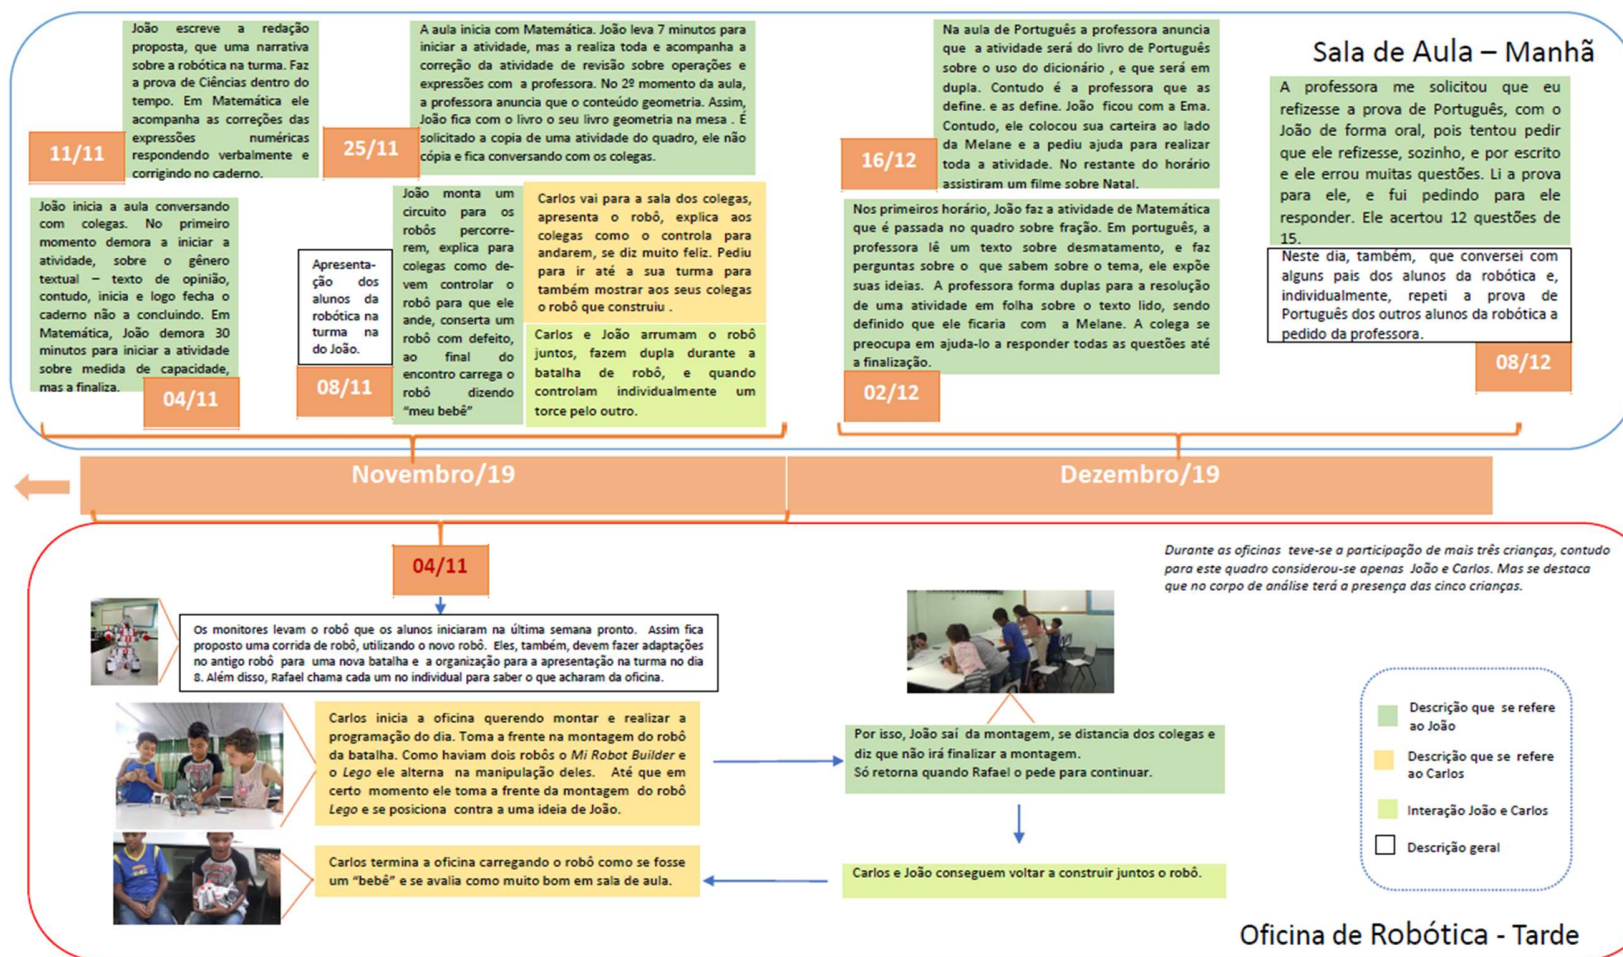 Sala de Aula – Manhã
João escreve a redação
proposta, que uma narrativa
sobre a robótica na turma. Faz
a prova de Ciências dentro do
tempo. Em Matemática ele
acompanha as correções das
expressões numéricas
respondendo verbalmente e
corrigindo no caderno.
11/11
João inicia a aula conversando
com colegas. No primeiro
momento demora a iniciar a
atividade, sobre o gênero
textual – texto de opinião,
contudo, inicia e logo fecha o
caderno não a concluindo. Em
Matemática, João demora 30
minutos para iniciar a atividade
sobre medida de capacidade,
mas a finaliza.
04/11
A aula inicia com Matemática. João leva 7 minutos para
iniciar a atividade, mas a realiza toda e acompanha a
correção da atividade de revisão sobre operações e
expressões com a professora. No 2º momento da aula,
a professora anuncia que o conteúdo geometria. Assim,
João fica com o livro o seu livro geometria na mesa . É
solicitado a copia de uma atividade do quadro, ele não
cópia e fica conversando com os colegas.
25/11
Apresenta-
ção dos
alunos da
robótica na
turma na
do João.
08/11
João monta um
circuito para os
robôs percorre-
rem, explica para
colegas como de-
vem controlar o
robô para que ele
ande, conserta um
robô com defeito,
ao final do
encontro carrega o
robô dizendo
“meu bebê”
Carlos vai para a sala dos colegas,
apresenta o robô, explica aos
colegas como o controla para
andarem, se diz muito feliz. Pediu
para ir até a sua turma para
também mostrar aos seus colegas
o robô que construiu .
Carlos e João arrumam o robô
juntos, fazem dupla durante a
batalha de robô, e quando
controlam individualmente um
torce pelo outro.
Na aula de Português a professora anuncia
que a atividade será do livro de Português
sobre o uso do dicionário , e que será em
dupla. Contudo é a professora que as
define. e as define. João ficou com a Ema.
Contudo, ele colocou sua carteira ao lado
da Melane e a pediu ajuda para realizar
toda a atividade. No restante do horário
assistiram um filme sobre Natal.
16/12
Nos primeiros horário, João faz a atividade de Matemática
que é passada no quadro sobre fração. Em português, a
professora lê um texto sobre desmatamento, e faz
perguntas sobre o que sabem sobre o tema, ele expõe
suas ideias. A professora forma duplas para a resolução
de uma atividade em folha sobre o texto lido, sendo
definido que ele ficaria com a Melane. A colega se
preocupa em ajuda-lo a responder todas as questões até
a finalização.
02/12
A professora me solicitou que eu
refizesse a prova de Português, com o
João de forma oral, pois tentou pedir
que ele refizesse, sozinho, e por escrito
e ele errou muitas questões. Li a prova
para ele, e fui pedindo para ele
responder. Ele acertou 12 questões de
15.
Neste dia, também, que conversei com
alguns pais dos alunos da robótica e,
individualmente, repeti a prova de
Português dos outros alunos da robótica a
pedido da professora.
08/12
Novembro/19
Dezembro/19
04/11
Durante as oficinas teve-se a participação de mais três crianças, contudo
para este quadro considerou-se apenas João e Carlos. Mas se destaca
que no corpo de análise terá a presença das cinco crianças.
Os monitores levam o robô que os alunos iniciaram na última semana pronto. Assim fica
proposto uma corrida de robô, utilizando o novo robô. Eles, também, devem fazer adaptações
no antigo robô para uma nova batalha e a organização para a apresentação na turma no dia
8. Além disso, Rafael chama cada um no individual para saber o que acharam da oficina.
Carlos inicia a oficina querendo montar e realizar a
programação do dia. Toma a frente na montagem do robô
da batalha. Como haviam dois robôs o Mi Robot Builder e
o Lego ele alterna na manipulação deles. Até que em
certo momento ele toma a frente da montagem do robô
Lego e se posiciona contra a uma ideia de João.
Por isso, João saí da montagem, se distancia dos colegas e
diz que não irá finalizar a montagem.
Só retorna quando Rafael o pede para continuar.
Carlos e João conseguem voltar a construir juntos o robô.
Carlos termina a oficina carregando o robô como se fosse
um “bebê” e se avalia como muito bom em sala de aula.
Descrição que se refere
ao João
Descrição que se refere
ao Carlos
Interação João e Carlos
Descrição geral
Oficina de Robótica - Tarde